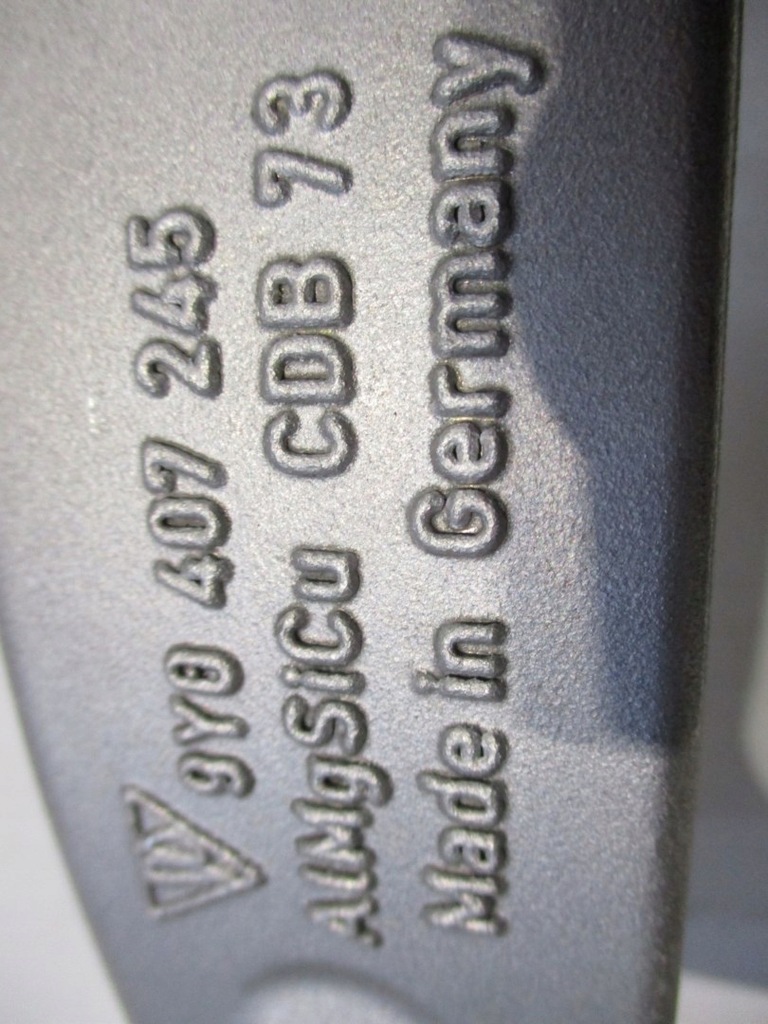 9Y0 407 245
AlMgSiCu CDB 73
Made in Germany